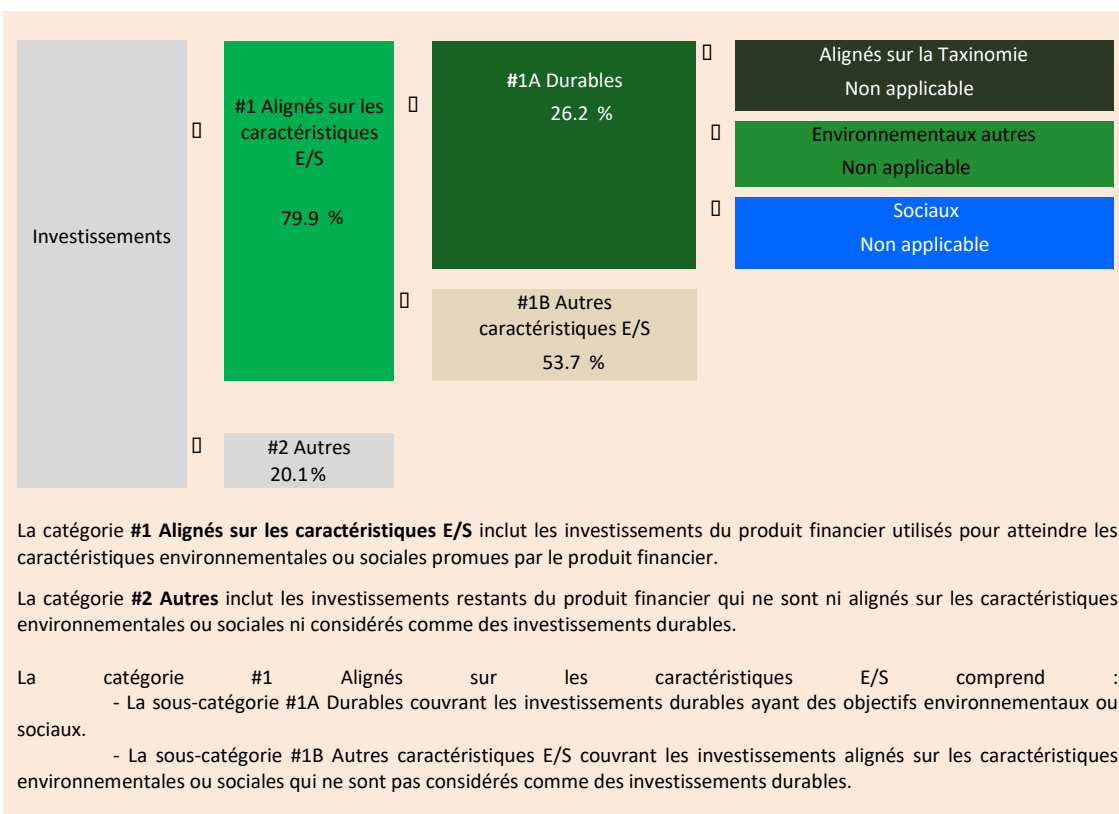 Investissements
#1 Alignés sur les
caractéristiques
E/S
79.9 %
#1A Durables
26.2 %
Alignés sur la Taxinomie
Non applicable
Environnementaux autres
Non applicable
Sociaux
Non applicable
#1B Autres
caractéristiques E/S
53.7 %
#2 Autres
20.1%
La catégorie #1 Alignés sur les caractéristiques E/S inclut les investissements du produit financier utilisés pour atteindre les
caractéristiques environnementales ou sociales promues par le produit financier.
La catégorie #2 Autres inclut les investissements restants du produit financier qui ne sont ni alignés sur les caractéristiques
environnementales ou sociales ni considérés comme des investissements durables.
La catégorie #1 Alignés sur les caractéristiques E/S comprend :
- La sous-catégorie #1A Durables couvrant les investissements durables ayant des objectifs environnementaux ou
sociaux.
- La sous-catégorie #1B Autres caractéristiques E/S couvrant les investissements alignés sur les caractéristiques
environnementales ou sociales qui ne sont pas considérés comme des investissements durables.